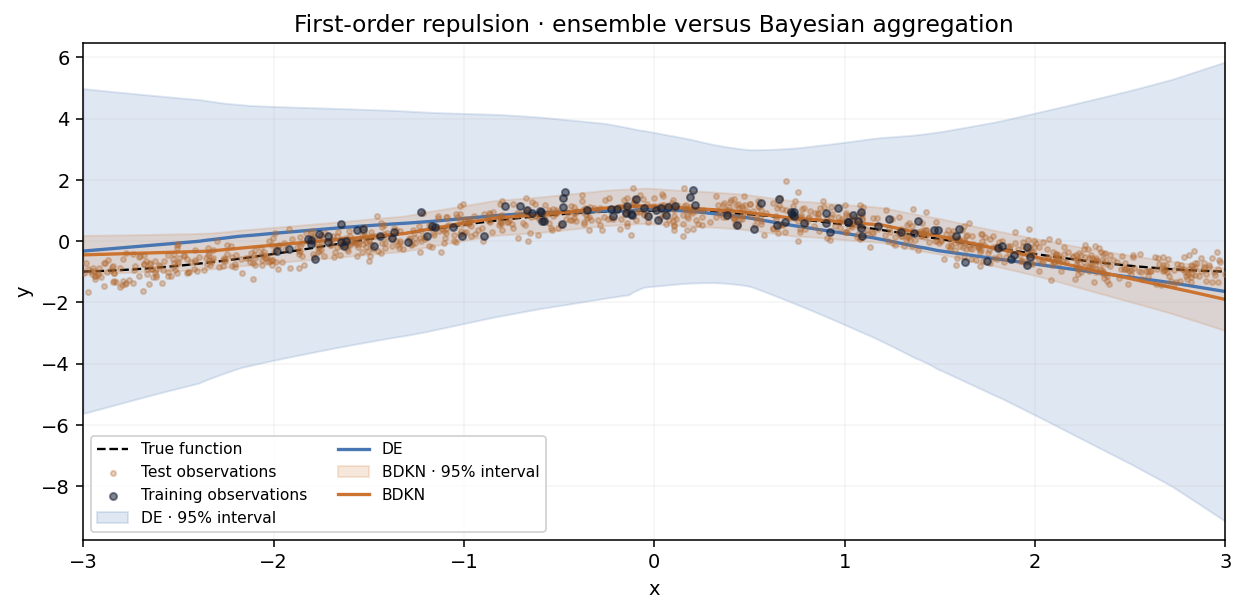 First-order repulsion · ensemble versus Bayesian aggregation
6
4
2
0
−2
−4
−6
−8
y
True function
Test observations
Training observations
DE · 95% interval
DE
BDKN · 95% interval
BDKN
−3
−2
−1
0
1
2
3
x